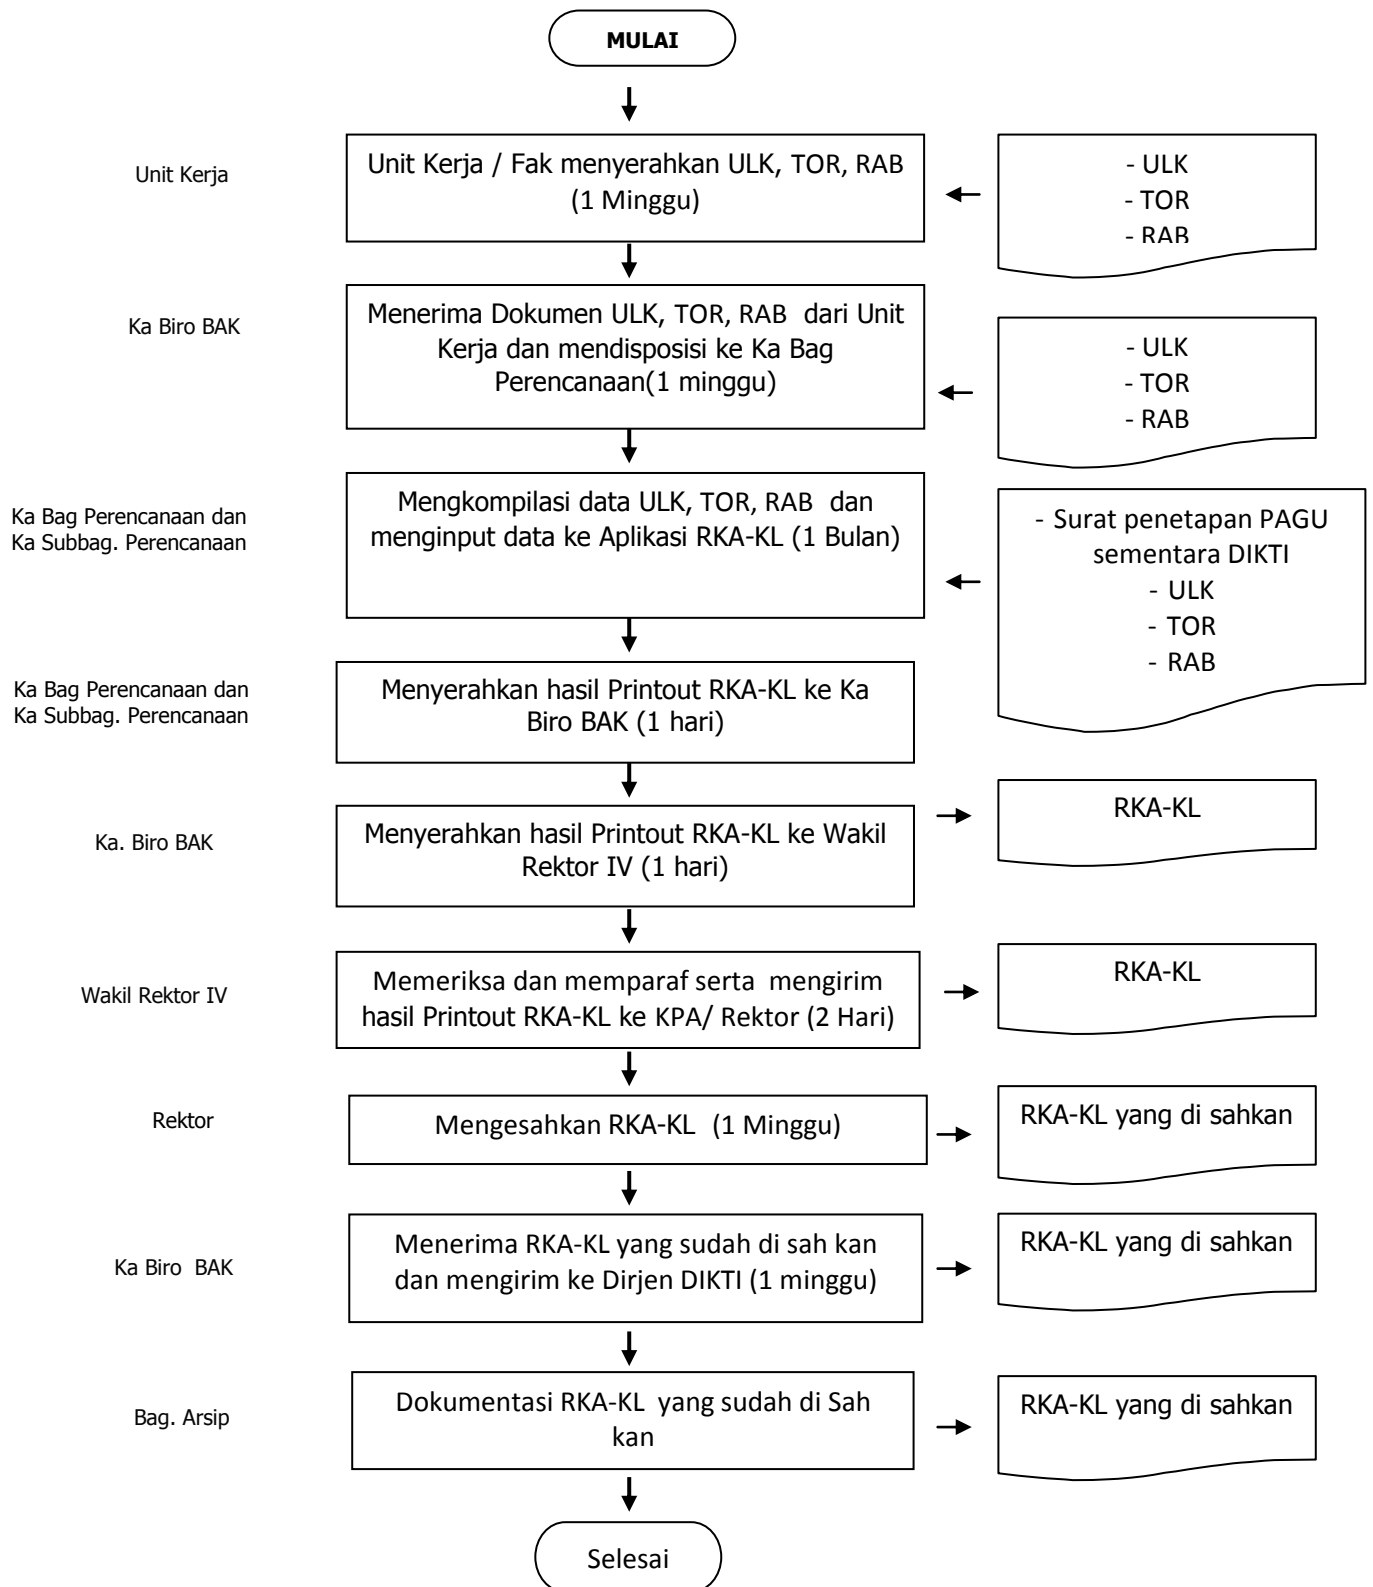 MULAI
Unit Kerja
Unit Kerja / Fak menyerahkan ULK, TOR, RAB
(1 Minggu)
- ULK
- TOR
- RAB
Ka Biro BAK
Menerima Dokumen ULK, TOR, RAB  dari Unit
Kerja dan mendisposisi ke Ka Bag
Perencanaan(1 minggu)
- ULK
- TOR
- RAB
Ka Bag Perencanaan dan
Ka Subbag. Perencanaan
Mengkompilasi data ULK, TOR, RAB  dan
menginput data ke Aplikasi RKA-KL (1 Bulan)
- Surat penetapan PAGU
sementara DIKTI
- ULK
- TOR
- RAB
Ka Bag Perencanaan dan
Ka Subbag. Perencanaan
Menyerahkan hasil Printout RKA-KL ke Ka
Biro BAK (1 hari)
Ka. Biro BAK
Menyerahkan hasil Printout RKA-KL ke Wakil
Rektor IV (1 hari)
RKA-KL
Wakil Rektor IV
Memeriksa dan memparaf serta  mengirim
hasil Printout RKA-KL ke KPA/ Rektor (2 Hari)
RKA-KL
Rektor
Mengesahkan RKA-KL  (1 Minggu)
RKA-KL yang di sahkan
Ka Biro  BAK
Menerima RKA-KL yang sudah di sah kan
dan mengirim ke Dirjen DIKTI (1 minggu)
RKA-KL yang di sahkan
Bag. Arsip
Dokumentasi RKA-KL  yang sudah di Sah
kan
RKA-KL yang di sahkan
Selesai